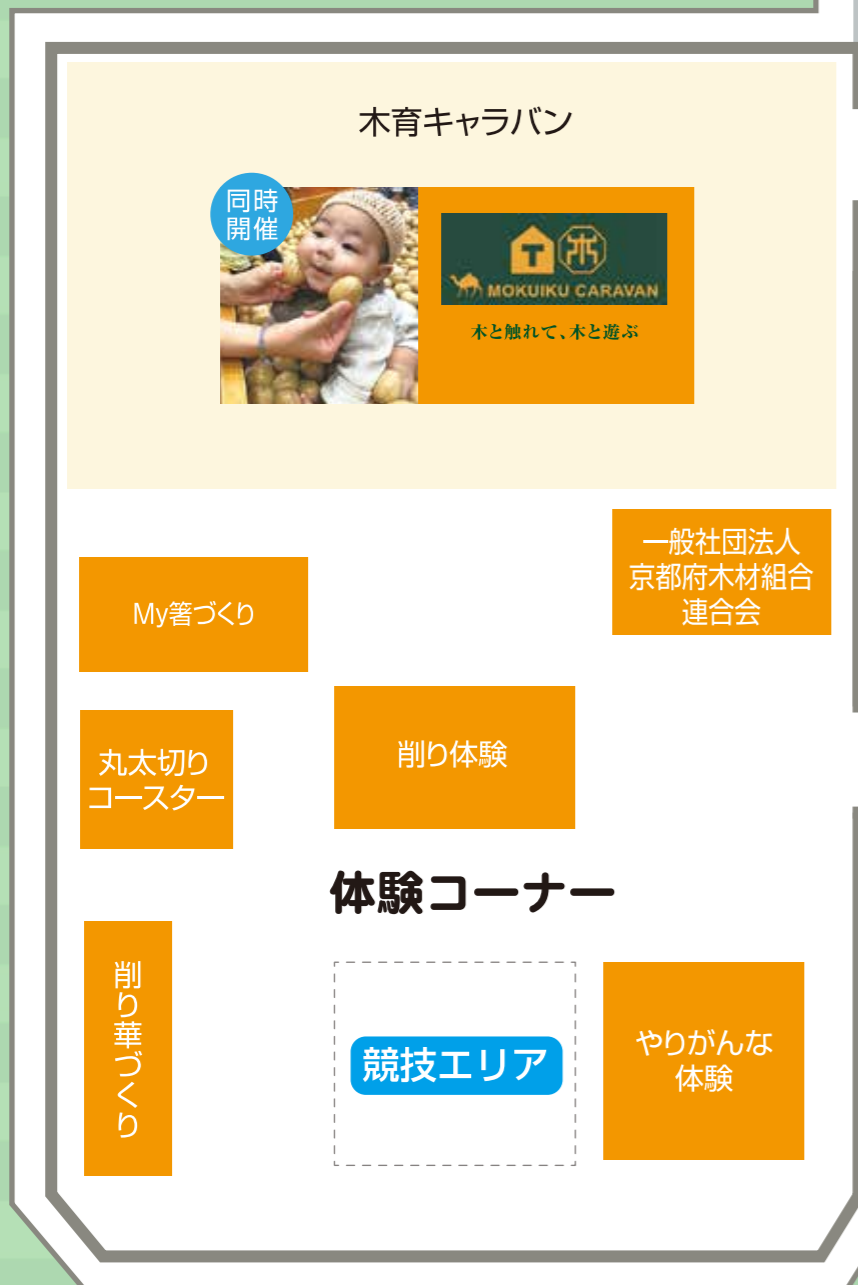 木育キャラバン
同時
開催
T 木
MOKUIKU CARAVAN
木と触れて、木と遊ぶ
一般社団法人
京都府木材組合
連合会
My箸づくり
削り体験
丸太切り
コースター
体験コーナー
削り華づくり
競技エリア
やりがんな
体験